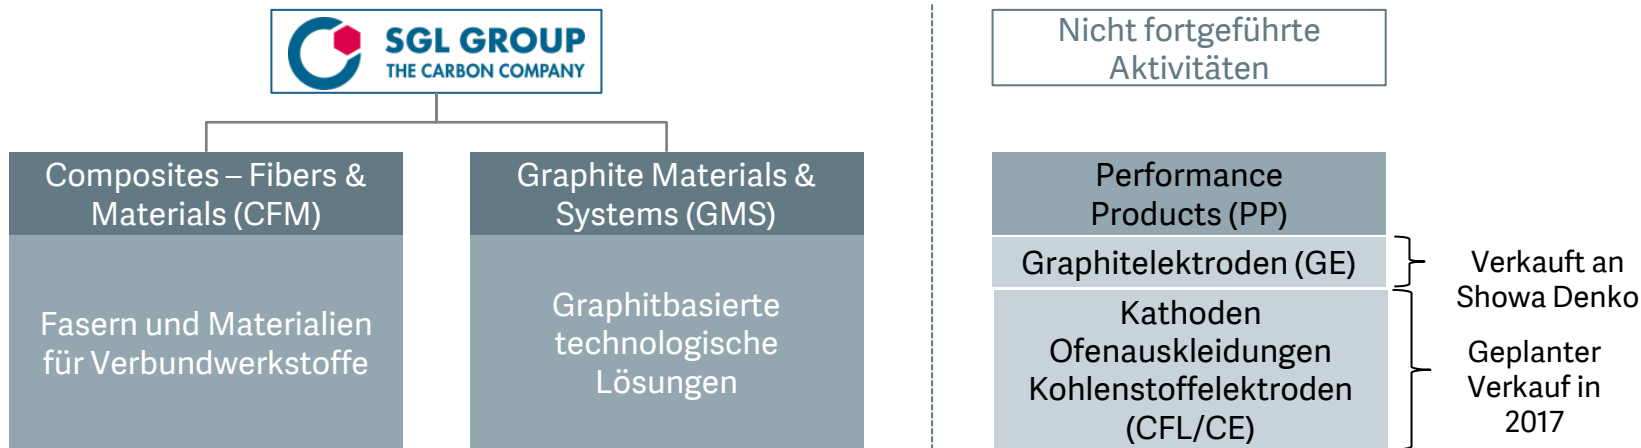 SGL GROUP
THE CARBON COMPANY
Composites – Fibers &
Materials (CFM)
Fasern und Materialien
für Verbundwerkstoffe
Graphite Materials &
Systems (GMS)
Graphitbasierte
technologische
Lösungen
Nicht fortgeführte
Aktivitäten
Performance
Products (PP)
Graphitelektroden (GE)
Kathoden
Ofenauskleidungen
Kohlenstoffelektroden
(CFL/CE)
Verkauft an
Showa Denko
Geplanter
Verkauf in
2017